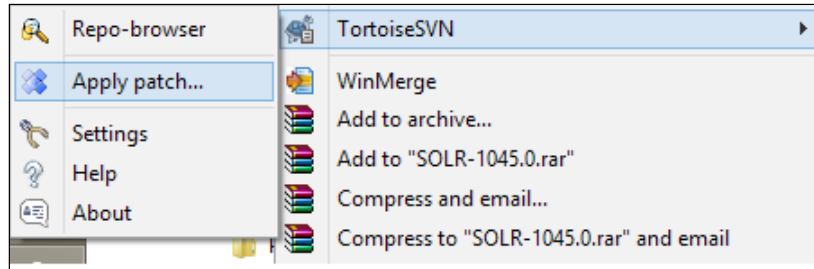 Repo-browser
Apply patch...
Settings
Help
About
TortoiseSVN
WinMerge
Add to archive...
Add to "SOLR-1045.0.rar"
Compress and email...
Compress to "SOLR-1045.0.rar" and email